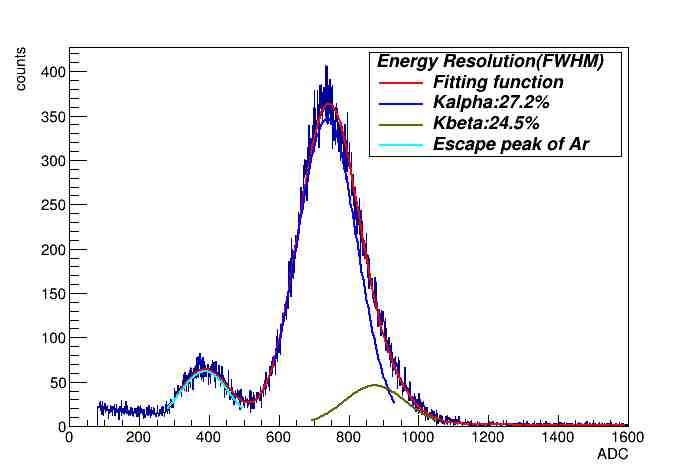 counts
400
350
300
250
200
150
100
50
0
Energy Resolution(FWHM)
Fitting function
Kalpha:27.2%
Kbeta:24.5%
Escape peak of Ar
0 200 400 600 800 1000 1200 1400 1600
ADC